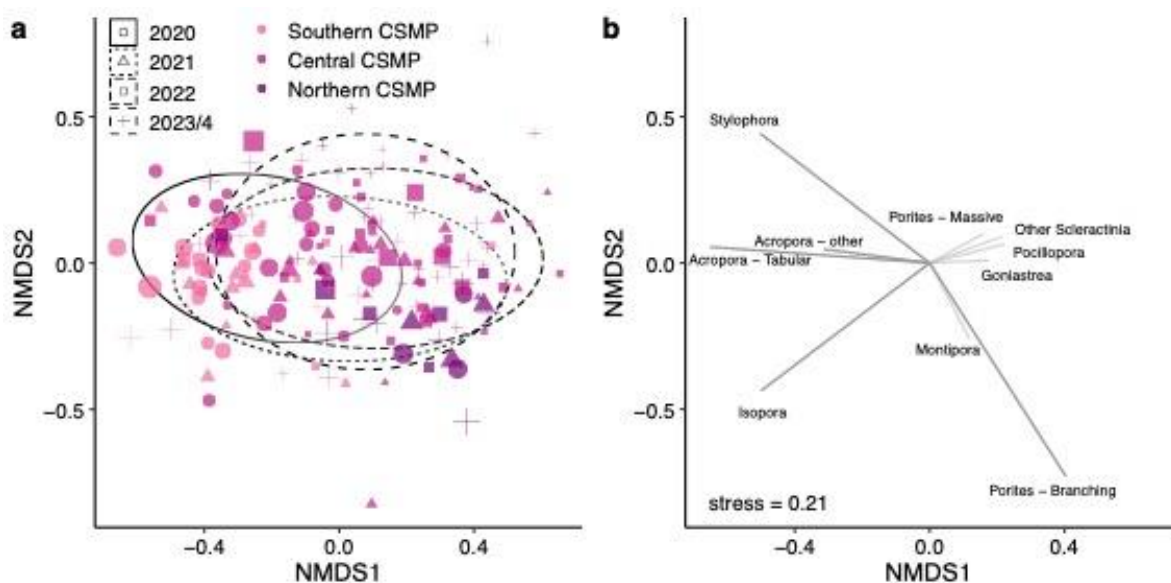 a
2020
2021
2022
2023/4
Southern CSMP
Central CSMP
Northern CSMP
NMDS2
0.5
0.0
−0.5
−0.4
0.0
0.4
NMDS1
b
Stylophora
Porites – Massive
Other Scleractinia
Acropora – other
Pocillopora
Acropora – Tabular
Goniastrea
Montipora
Isopora
Porites – Branching
stress = 0.21
NMDS2
0.5
0.0
−0.5
−0.4
0.0
0.4
NMDS1